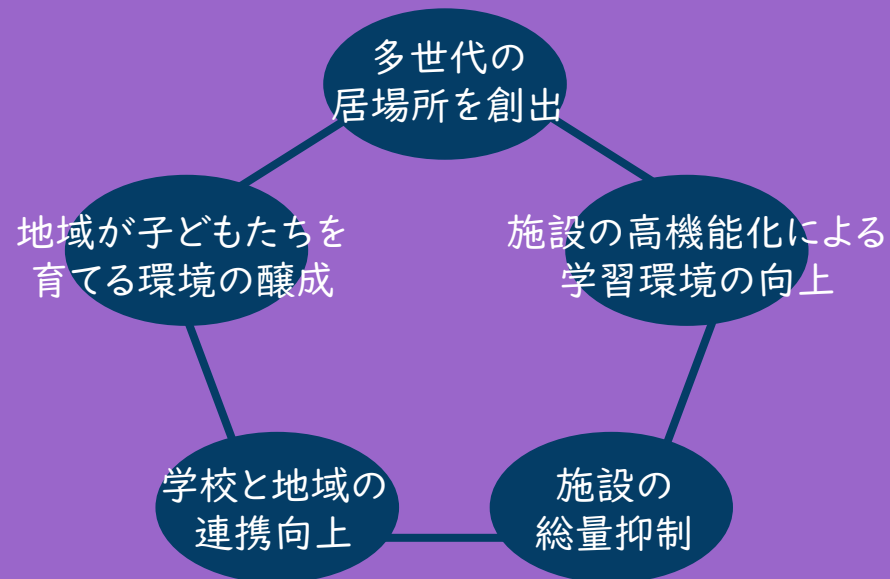 多世代の
居場所を創出
地域が子どもたちを
育てる環境の醸成
施設の高機能化による
学習環境の向上
学校と地域の
連携向上
施設の
総量抑制